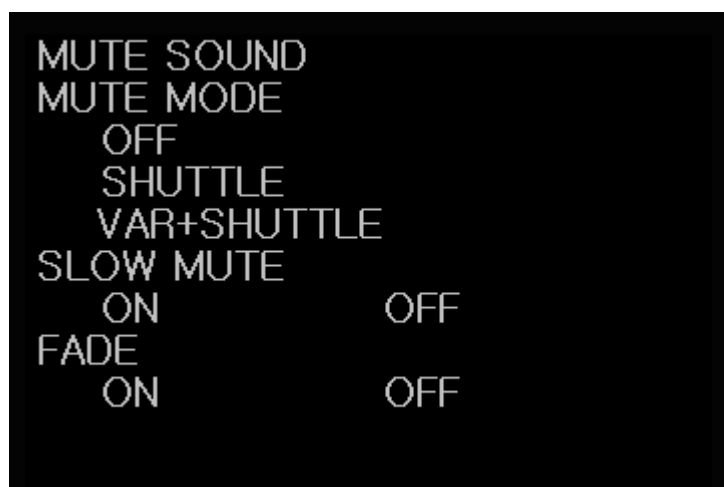 MUTE SOUND
MUTE MODE
OFF
SHUTTLE
VAR+SHUTTLE
SLOW MUTE
ON OFF
FADE
ON OFF